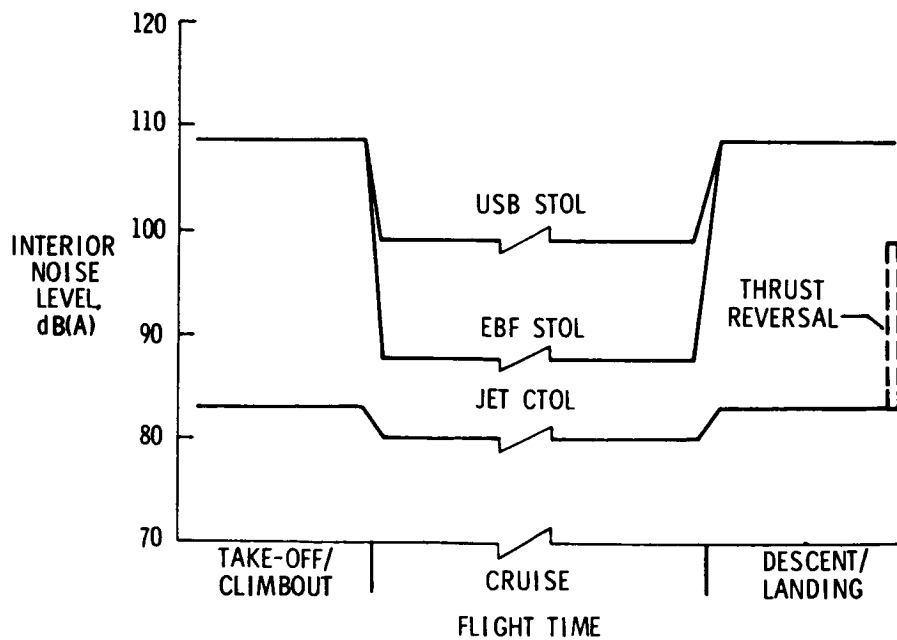 120
110
100
90
80
70
INTERIOR
NOISE
LEVEL,
dB(A)
USB STOL
EBF STOL
JET CTOL
THRUST
REVERSAL
TAKE-OFF/
CLIMBOUT
CRUISE
DESCENT/
LANDING
FLIGHT TIME